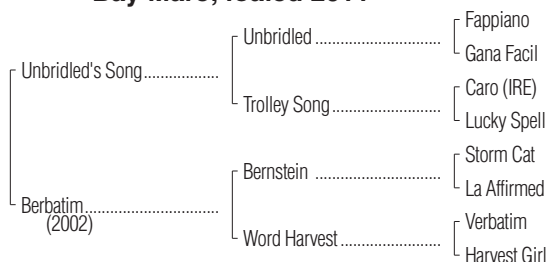 Bay Mare, foaled
Fappiano
Unbridled ................................
Gana Facil
Unbridled's Song...................
Caro (IRE)
Trolley Song............................
Lucky Spell
Storm Cat
Bernstein ................................
La Affirmed
Berbatim..................................
(2002)
Verbatim
Word Harvest.........................
Harvest Girl